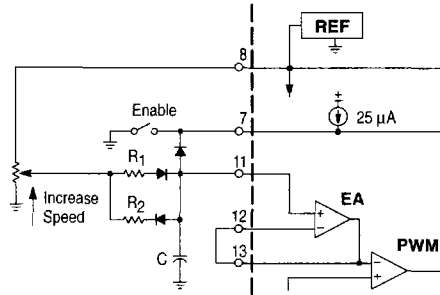 REF
8
Enable
7
25 µA
R1
11
EA
Increase
Speed
12
R2
13
PWM
C